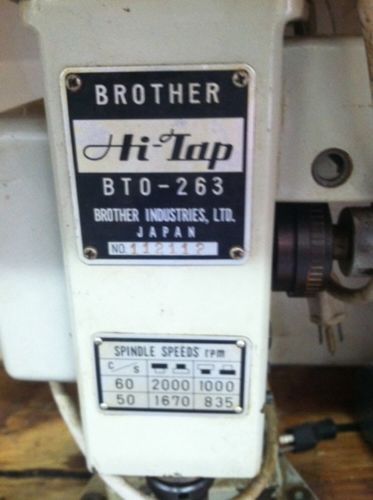 BROTHER
Hi-Tap
BTO-263
BROTHER INDUSTRIES, LTD.
JAPAN
NO. 112112
SPINDLE SPEEDS rpm
C/S
60 2000 1000
50 1670 835